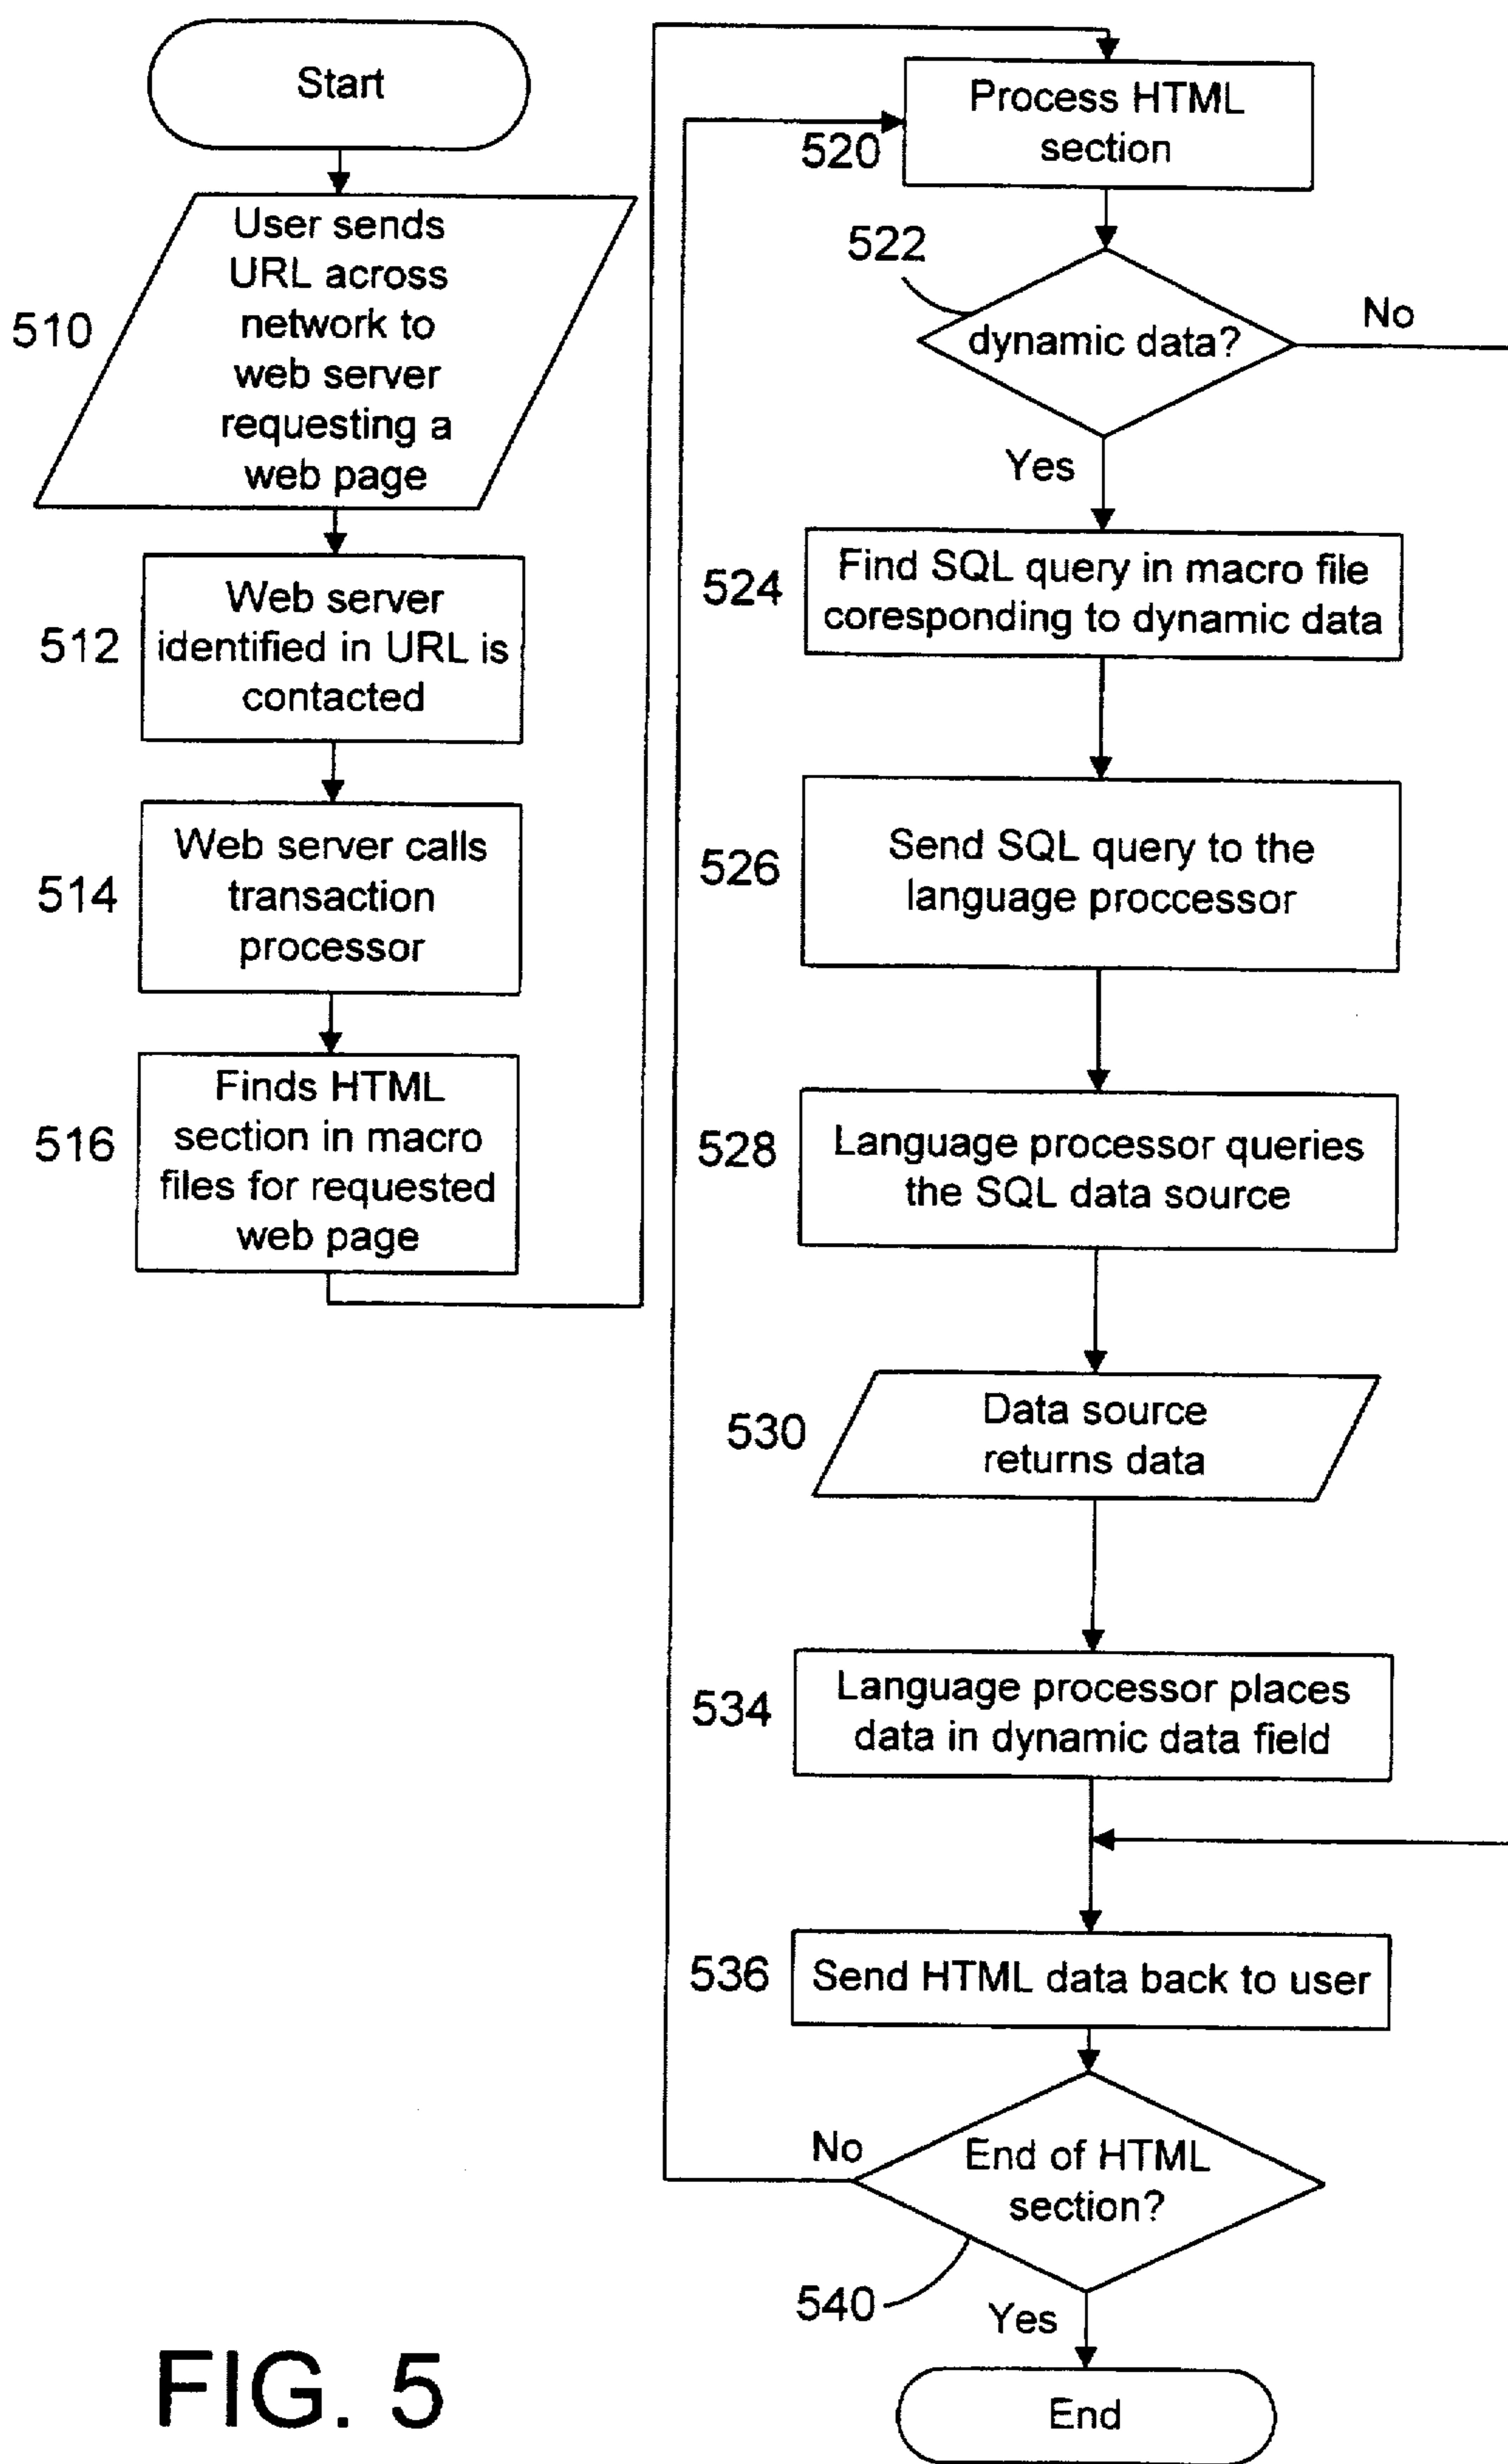 Start
510
User sends
URL across
network to
web server
requesting a
web page
512
Web server
identified in URL is
contacted
514
Web server calls
transaction
processor
516
Finds HTML
section in macro
files for requested
web page
520
Process HTML
section
522
dynamic data?
No
Yes
524
Find SQL query in macro file
coresponding to dynamic data
526
Send SQL query to the
language proccessor
528
Language processor queries
the SQL data source
530
Data source
returns data
534
Language processor places
data in dynamic data field
536
Send HTML data back to user
No
End of HTML
section?
540
Yes
End
FIG. 5